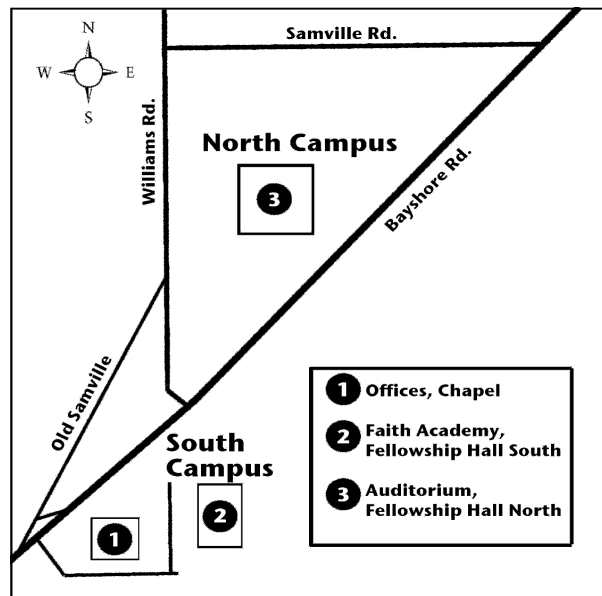 Samville Rd.
N
W
E
S
Williams Rd.
North Campus
3
Bayshore Rd.
Old Samville
South
Campus
1
2
1 Offices, Chapel
2 Faith Academy,
Fellowship Hall South
3 Auditorium,
Fellowship Hall North